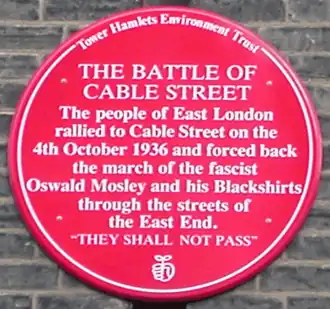 "Tower Hamlets Environment Trust"
THE BATTLE OF
CABLE STREET
The people of East London
rallied to Cable Street on the
4th October 1936 and forced back
the march of the fascist
Oswald Mosley and his Blackshirts
through the streets of
the East End.
"THEY SHALL NOT PASS"